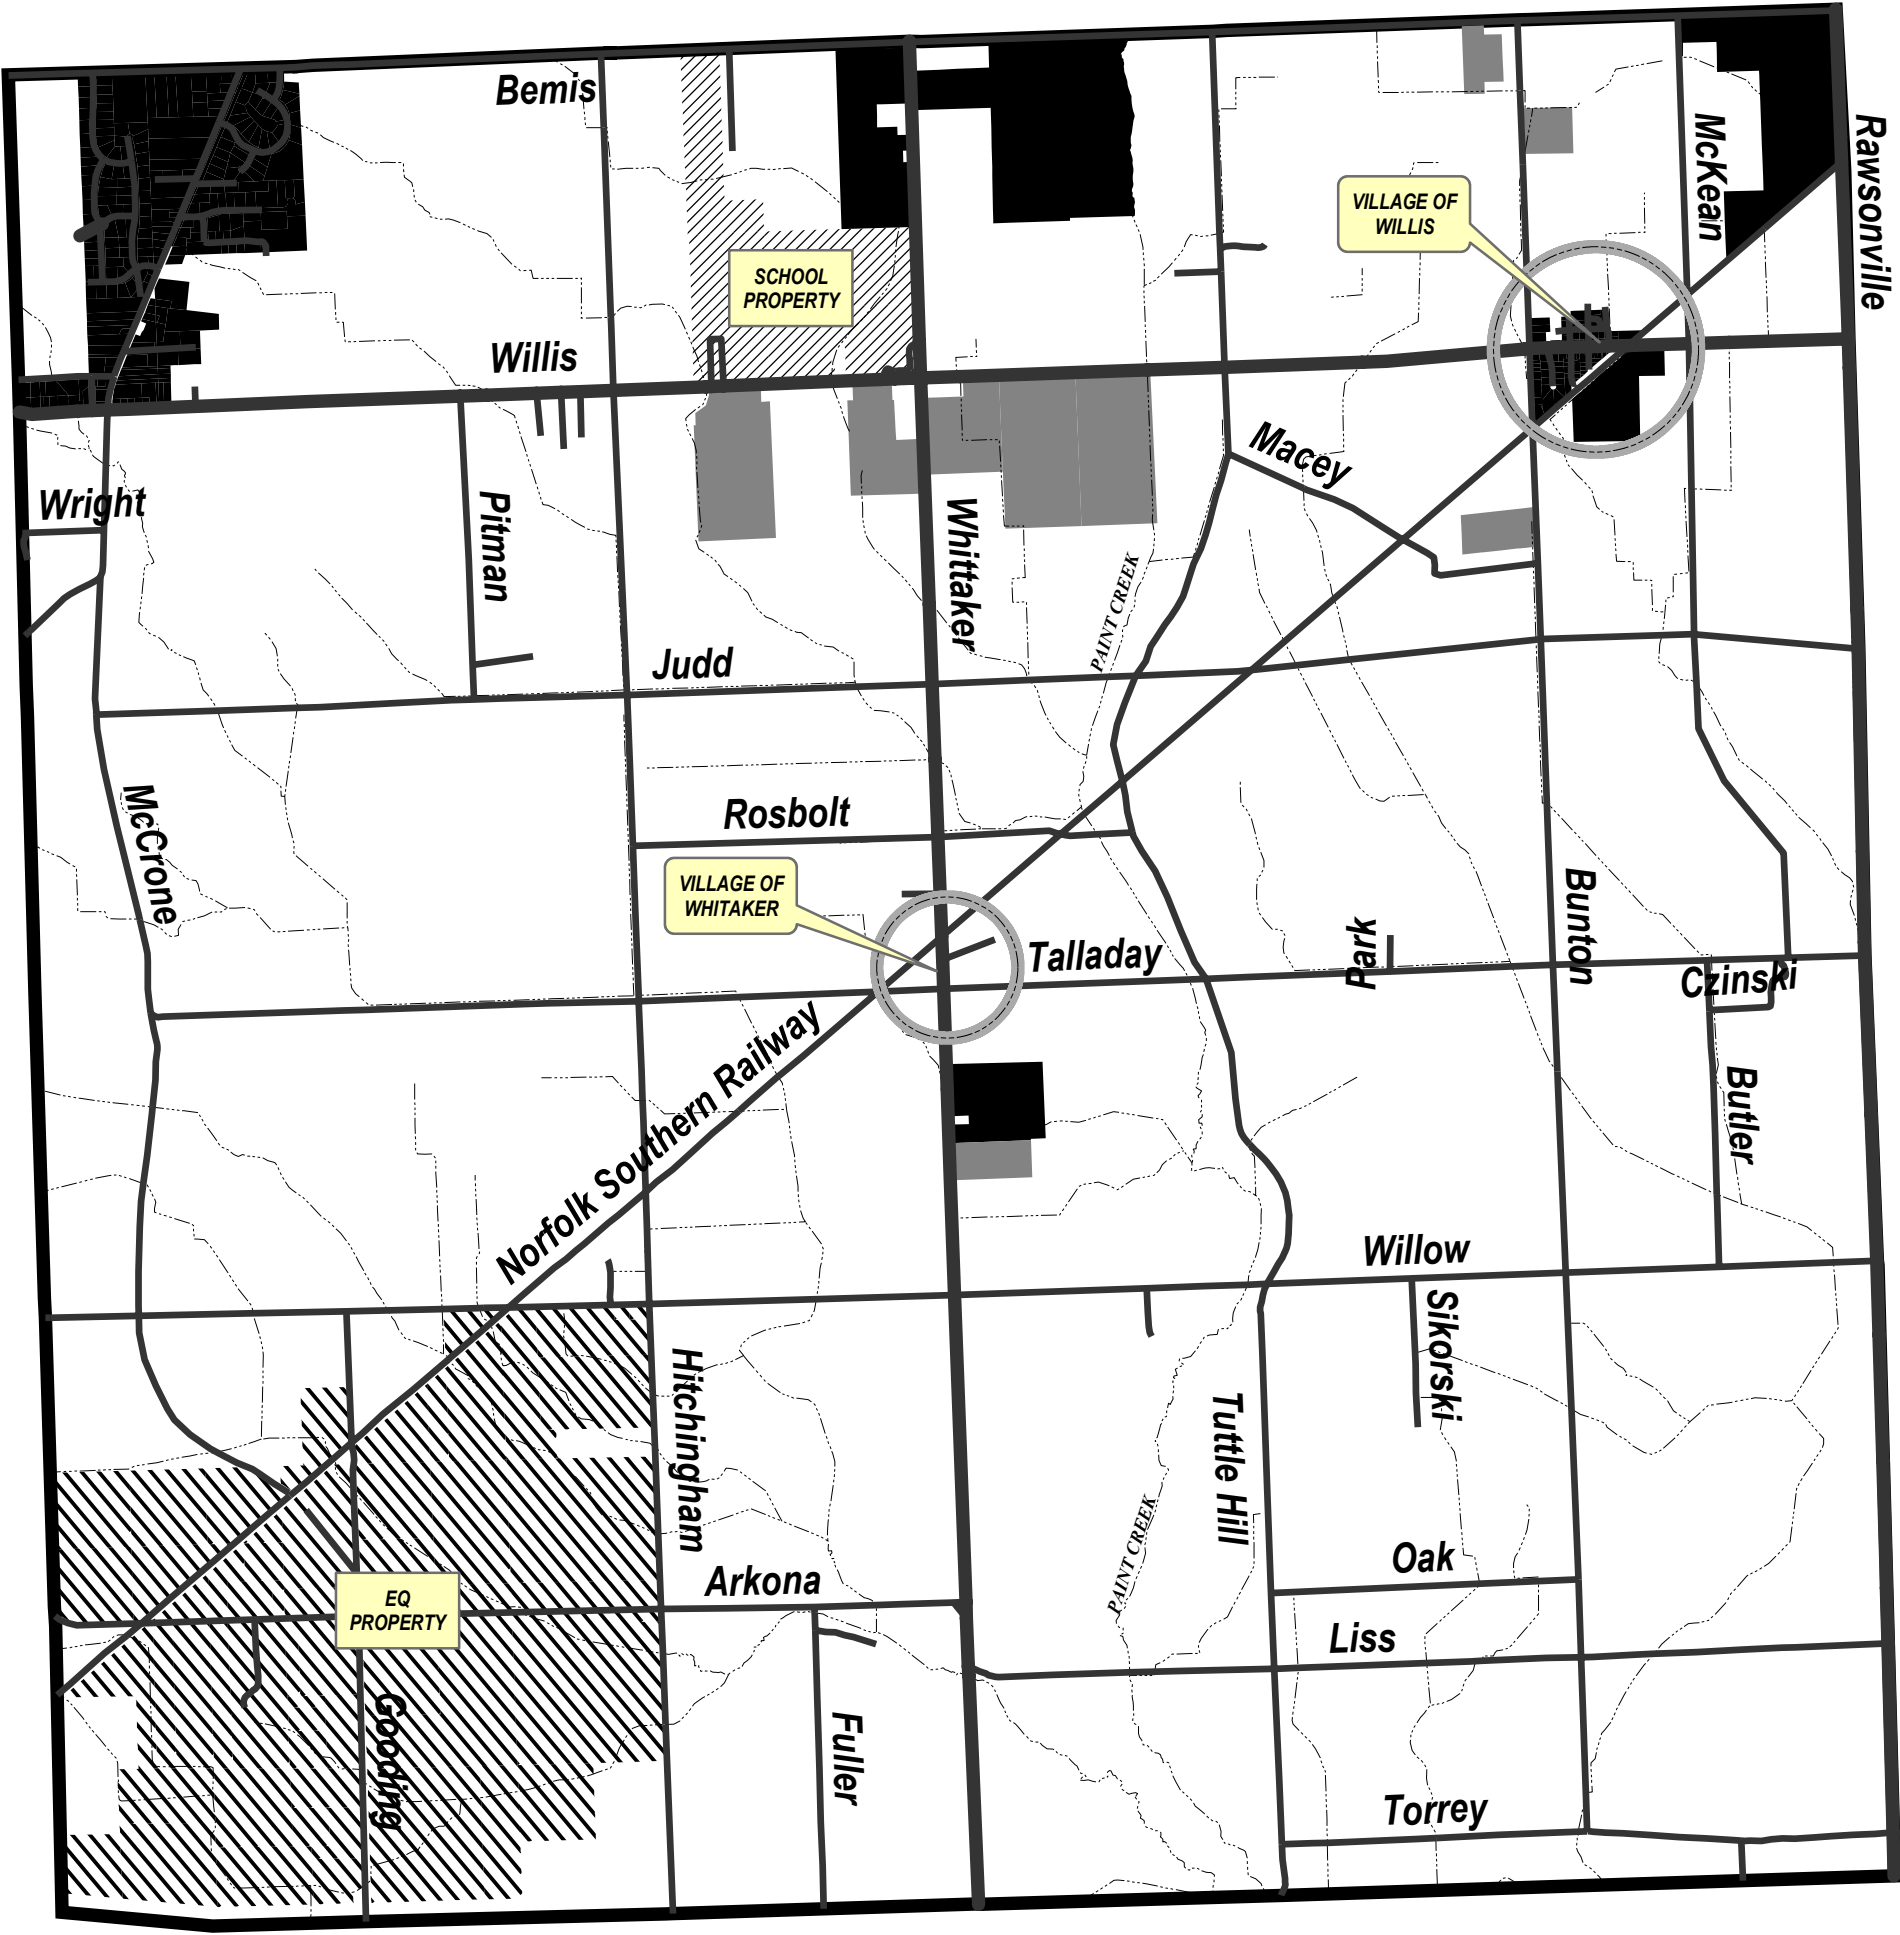 Bemis
McKean
Rawsonville
VILLAGE OF
WILLIS
SCHOOL
PROPERTY
Willis
Macey
Wright
Pitman
Whittaker
PAINT CREEK
Judd
McCrone
Rosbolt
VILLAGE OF
WHITAKER
Talladay
Park
Bunton
Czinski
Norfolk Southern Railway
Butler
Willow
Sikorski
Hitchingham
Tuttle Hill
PAINT CREEK
Oak
Arkona
EQ
PROPERTY
Liss
Gooding
Fuller
Torrey